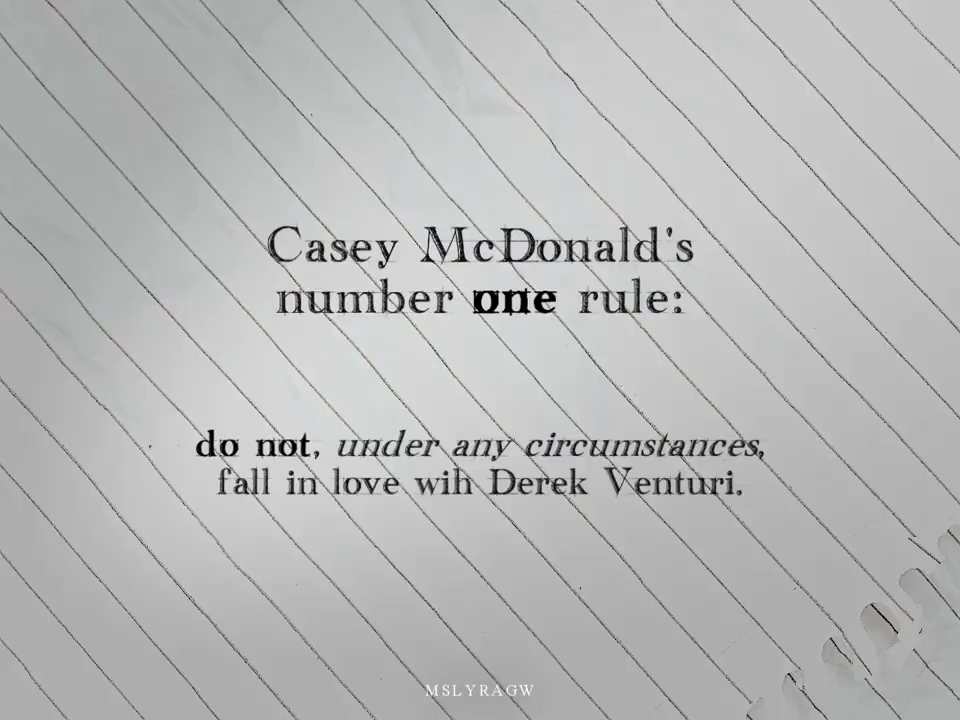 Casey McDonald's
number one rule:
do not, under any circumstances,
fall in love wih Derek Venturi.
MSLYRAGW